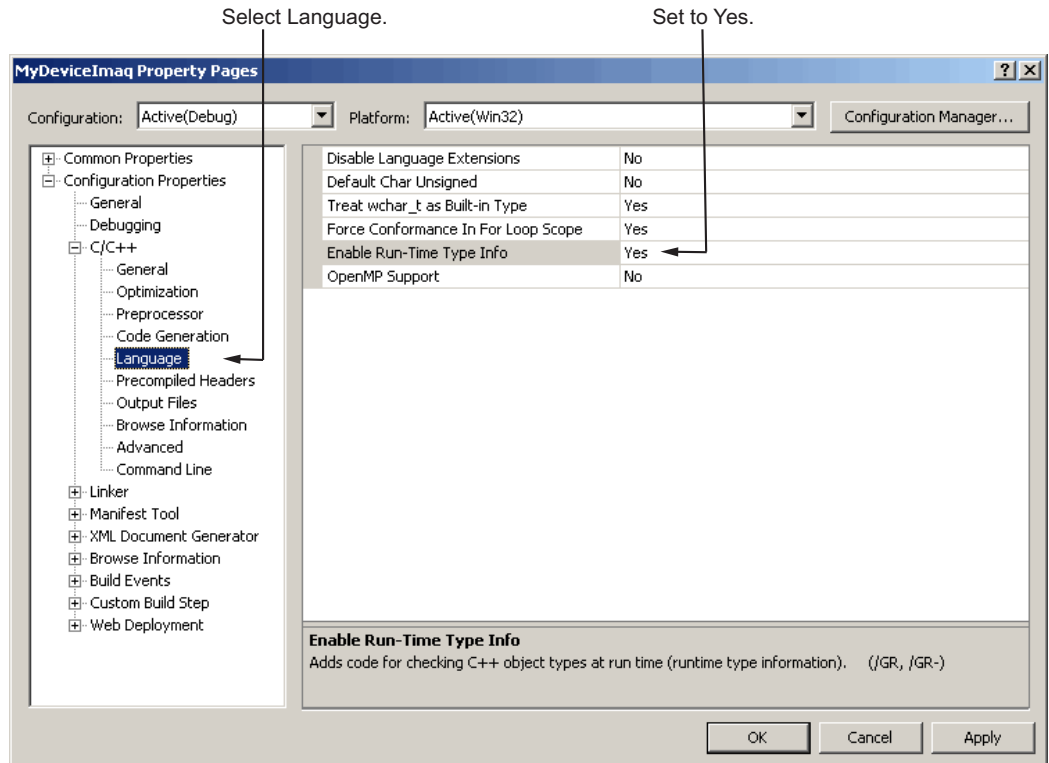 Select Language. Set to Yes.
MyDeviceImaq Property Pages
Configuration: Active(Debug) Platform: Active(Win32) Configuration Manager...
Common Properties
Configuration Properties
General
Debugging
C/C++
General
Optimization
Preprocessor
Code Generation
Language
Precompiled Headers
Output Files
Browse Information
Advanced
Command Line
Linker
Manifest Tool
XML Document Generator
Browse Information
Build Events
Custom Build Step
Web Deployment
Disable Language Extensions No
Default Char Unsigned No
Treat wchar_t as Built-in Type Yes
Force Conformance In For Loop Scope Yes
Enable Run-Time Type Info Yes
OpenMP Support No
Enable Run-Time Type Info
Adds code for checking C++ object types at run time (runtime type information). (/GR, /GR-)
OK Cancel Apply